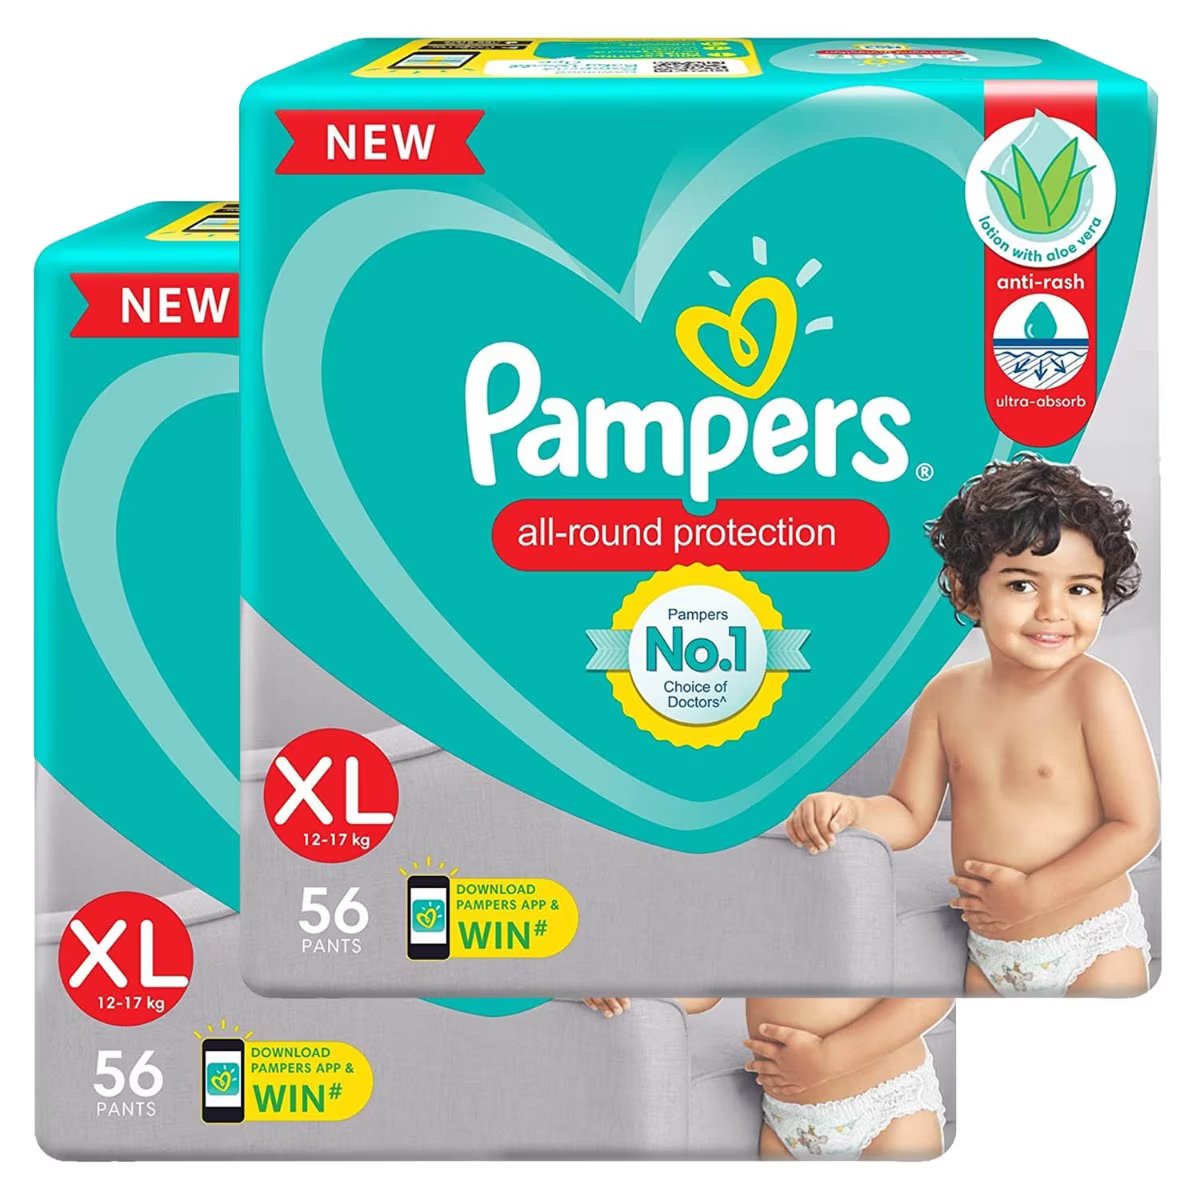 NEW
Pampers®
all-round protection
Pampers
No.1
Choice of
Doctors^
lotion with aloe vera
anti-rash
ultra-absorb
XL
12-17 kg
56
PANTS
DOWNLOAD
PAMPERS APP &
WIN#
Pampers
NEW
XL
12-17 kg
56
PANTS
DOWNLOAD
PAMPERS APP &
WIN#